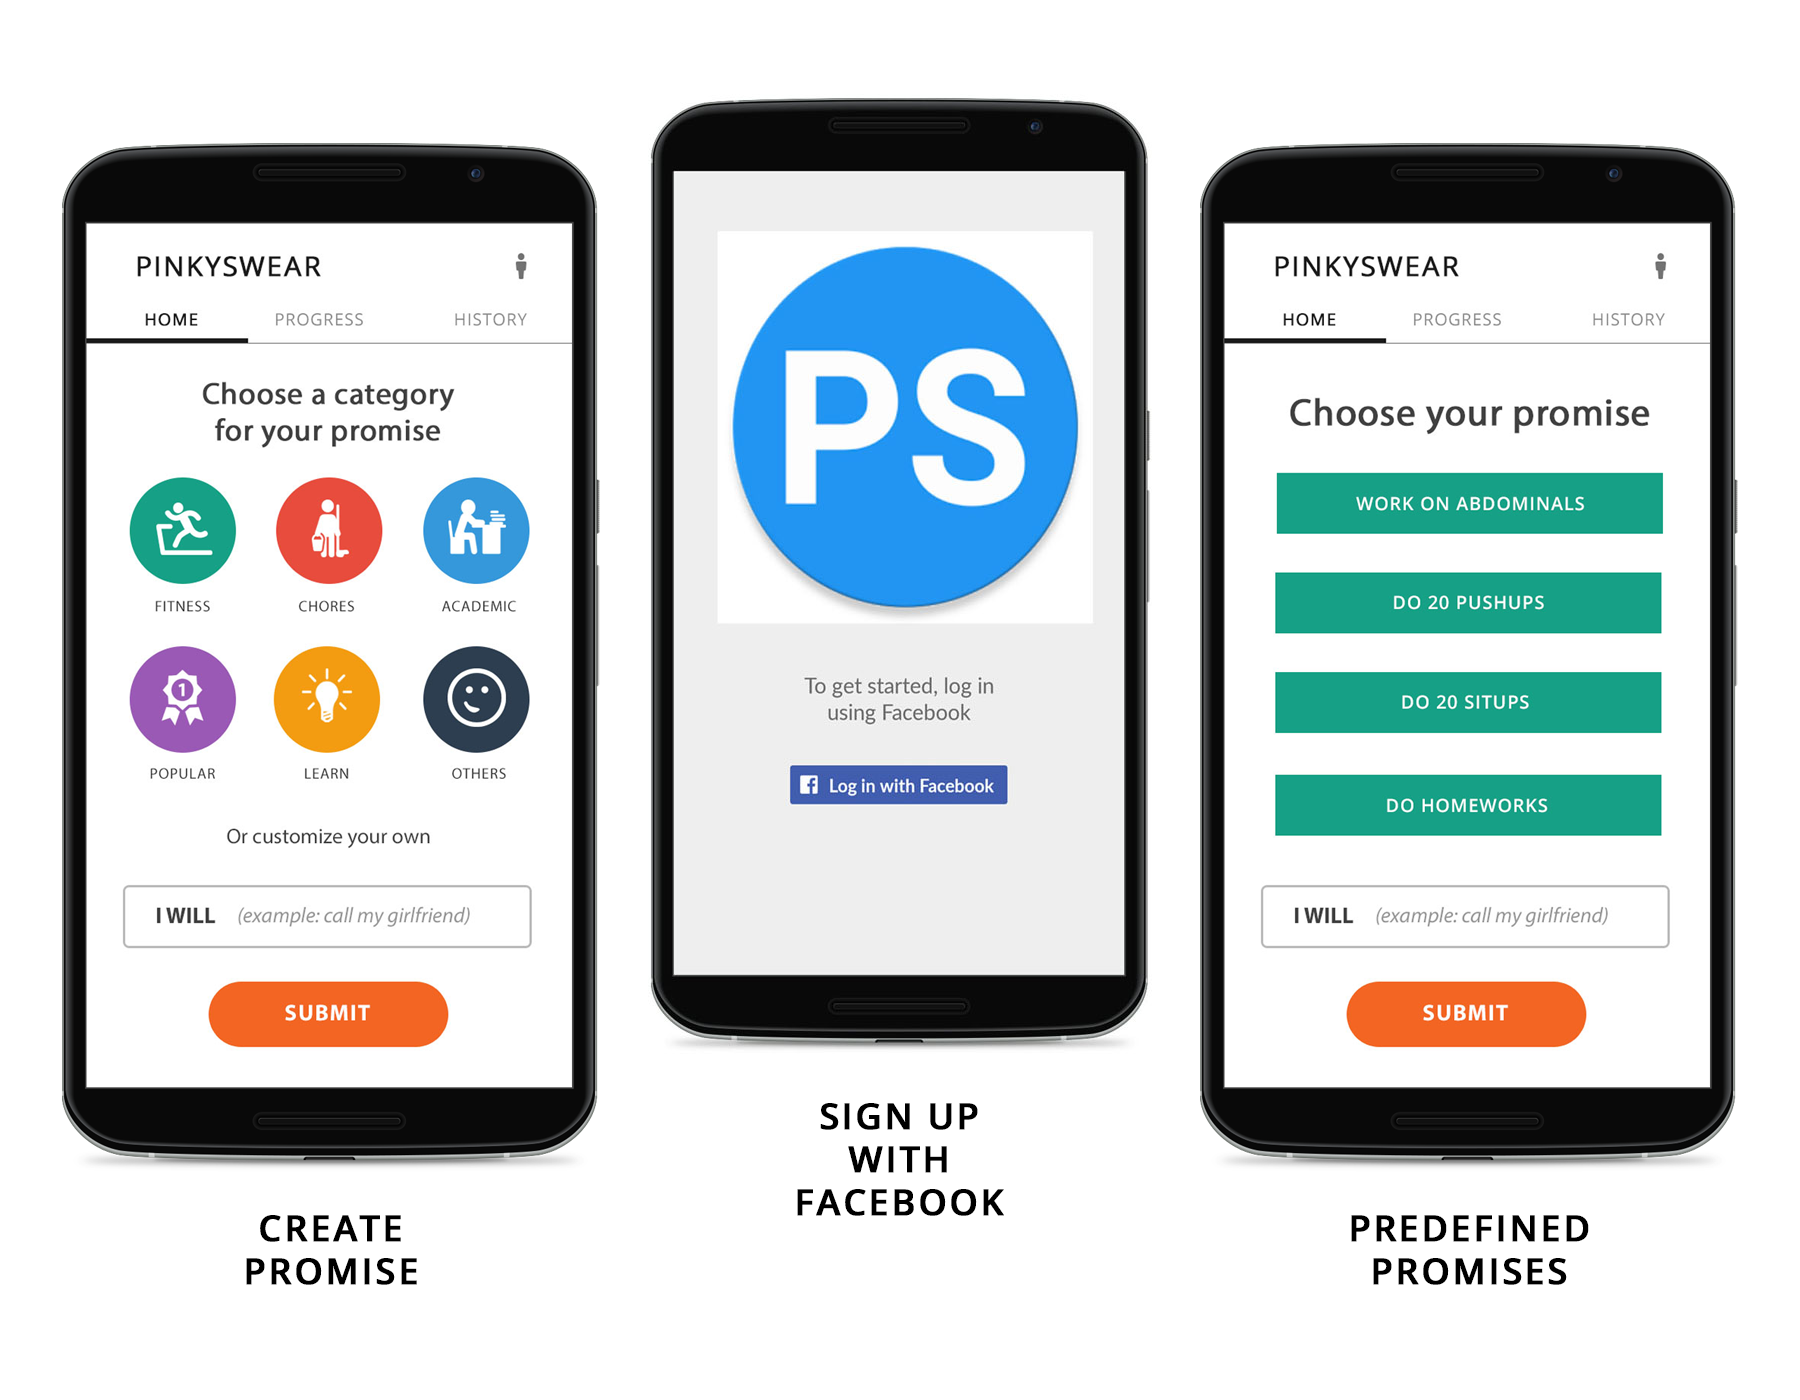 PINKYSWEAR
HOME PROGRESS HISTORY
Choose a category
for your promise
FITNESS CHORES ACADEMIC
1
POPULAR LEARN OTHERS
Or customize your own
I WILL (example: call my girlfriend)
SUBMIT
CREATE
PROMISE
PS
To get started, log in
using Facebook
f Log in with Facebook
SIGN UP
WITH
FACEBOOK
PINKYSWEAR
HOME PROGRESS HISTORY
Choose your promise
WORK ON ABDOMINALS
DO 20 PUSHUPS
DO 20 SITUPS
DO HOMEWORKS
I WILL (example: call my girlfriend)
SUBMIT
PREDEFINED
PROMISES